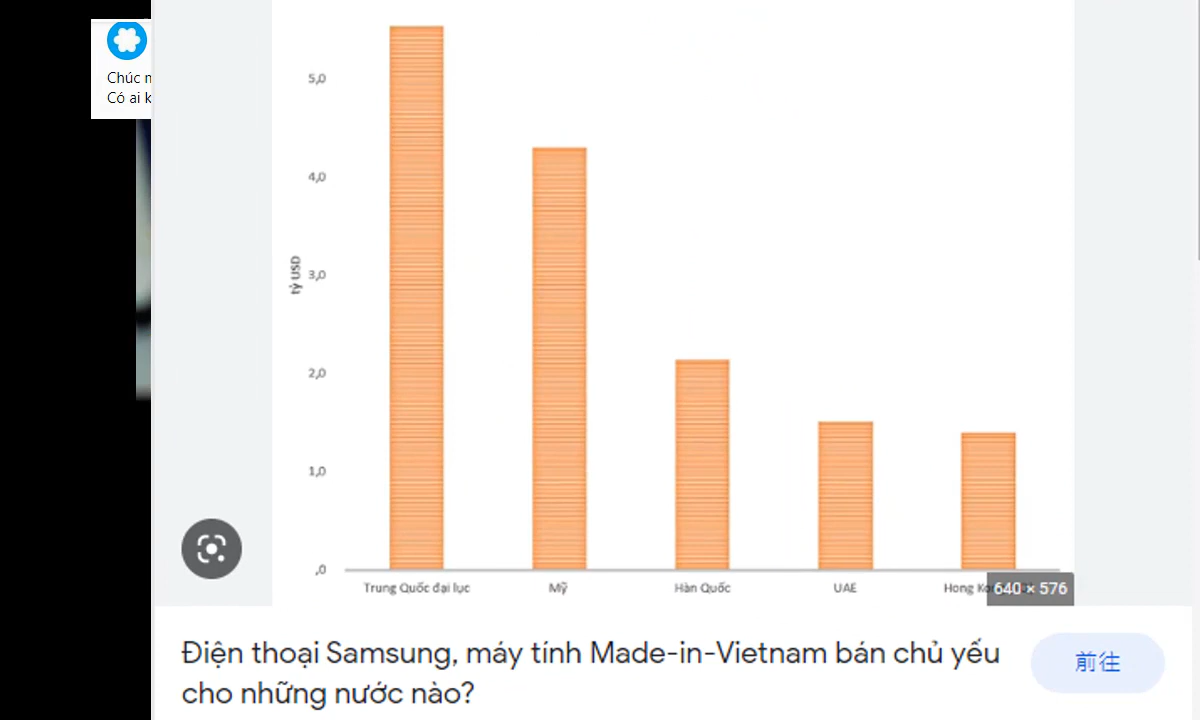 Chúc
Có ai
5,0
4,0
3,0
2,0
1,0
,0
tỷ USD
Trung Quốc đại lục
Mỹ
Hàn Quốc
UAE
Hong
640 × 576
Điện thoại Samsung, máy tính Made-in-Vietnam bán chủ yếu
cho những nước nào?
前往